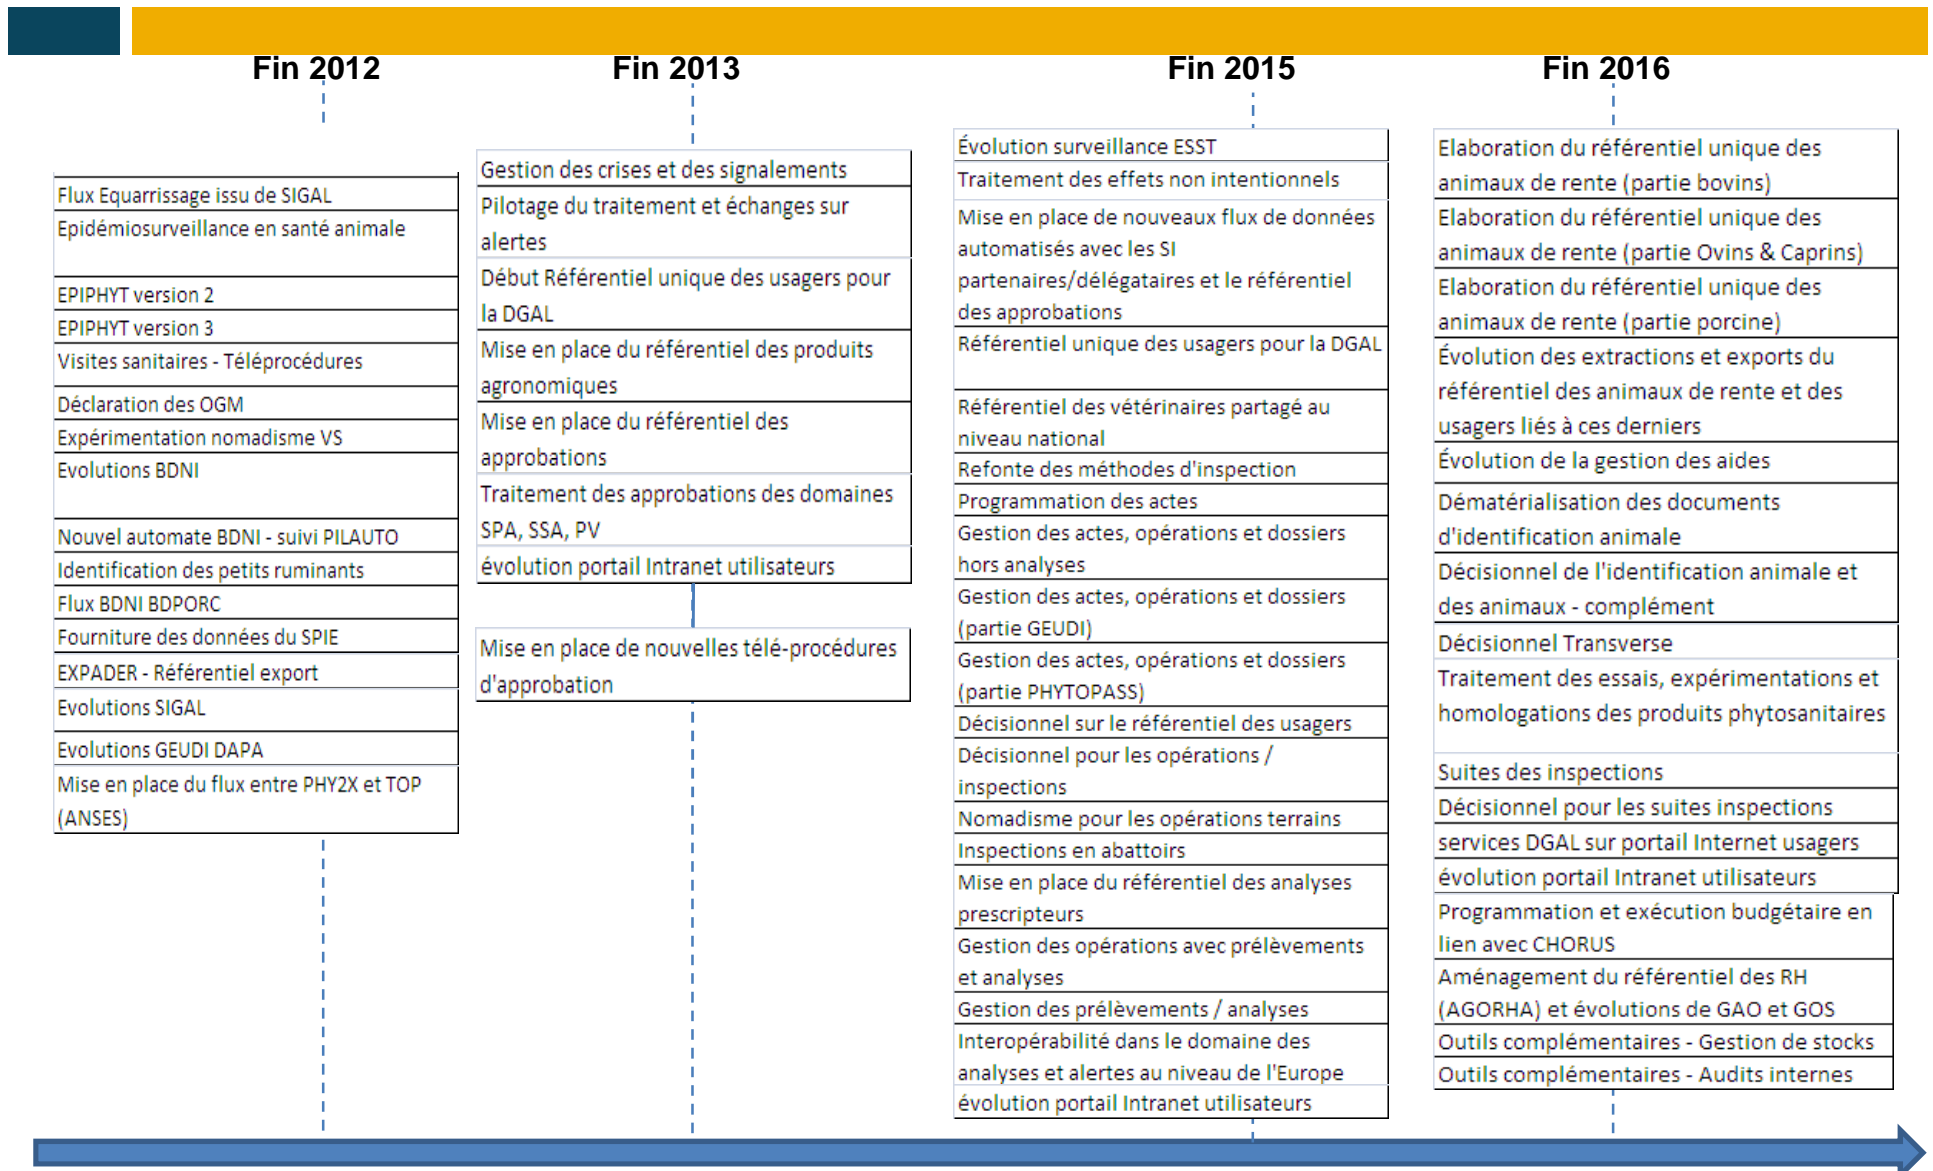 Fin 2012
Fin 2013
Fin 2015
Fin 2016
Flux Equarrissage issu de SIGAL
Epidémiosurveillance en santé animale
EPIPHYT version 2
EPIPHYT version 3
Visites sanitaires - Téléprocédures
Déclaration des OGM
Expérimentation nomadisme VS
Evolutions BDNI
Nouvel automate BDNI - suivi PILAUTO
Identification des petits ruminants
Flux BDNI BDPORC
Fourniture des données du SPIE
EXPADER - Référentiel export
Evolutions SIGAL
Evolutions GEUDI DAPA
Mise en place du flux entre PHY2X et TOP
(ANSES)
Gestion des crises et des signalements
Pilotage du traitement et échanges sur
alertes
Début Référentiel unique des usagers pour
la DGAL
Mise en place du référentiel des produits
agronomiques
Mise en place du référentiel des
approbations
Traitement des approbations des domaines
SPA, SSA, PV
évolution portail Intranet utilisateurs
Mise en place de nouvelles télé-procédures
d'approbation
Évolution surveillance ESST
Traitement des effets non intentionnels
Mise en place de nouveaux flux de données
automatisés avec les SI
partenaires/délégataires et le référentiel
des approbations
Référentiel unique des usagers pour la DGAL
Référentiel des vétérinaires partagé au
niveau national
Refonte des méthodes d'inspection
Programmation des actes
Gestion des actes, opérations et dossiers
hors analyses
Gestion des actes, opérations et dossiers
(partie GEUDI)
Gestion des actes, opérations et dossiers
(partie PHYTOPASS)
Décisionnel sur le référentiel des usagers
Décisionnel pour les opérations /
inspections
Nomadisme pour les opérations terrains
Inspections en abattoirs
Mise en place du référentiel des analyses
prescripteurs
Gestion des opérations avec prélèvements
et analyses
Gestion des prélèvements / analyses
Interopérabilité dans le domaine des
analyses et alertes au niveau de l'Europe
évolution portail Intranet utilisateurs
Elaboration du référentiel unique des
animaux de rente (partie bovins)
Elaboration du référentiel unique des
animaux de rente (partie Ovins & Caprins)
Elaboration du référentiel unique des
animaux de rente (partie porcine)
Évolution des extractions et exports du
référentiel des animaux de rente et des
usagers liés à ces derniers
Évolution de la gestion des aides
Dématérialisation des documents
d'identification animale
Décisionnel de l'identification animale et
des animaux - complément
Décisionnel Transverse
Traitement des essais, expérimentations et
homologations des produits phytosanitaires
Suites des inspections
Décisionnel pour les suites inspections
services DGAL sur portail Internet usagers
évolution portail Intranet utilisateurs
Programmation et exécution budgétaire en
lien avec CHORUS
Aménagement du référentiel des RH
(AGORHA) et évolutions de GAO et GOS
Outils complémentaires - Gestion de stocks
Outils complémentaires - Audits internes